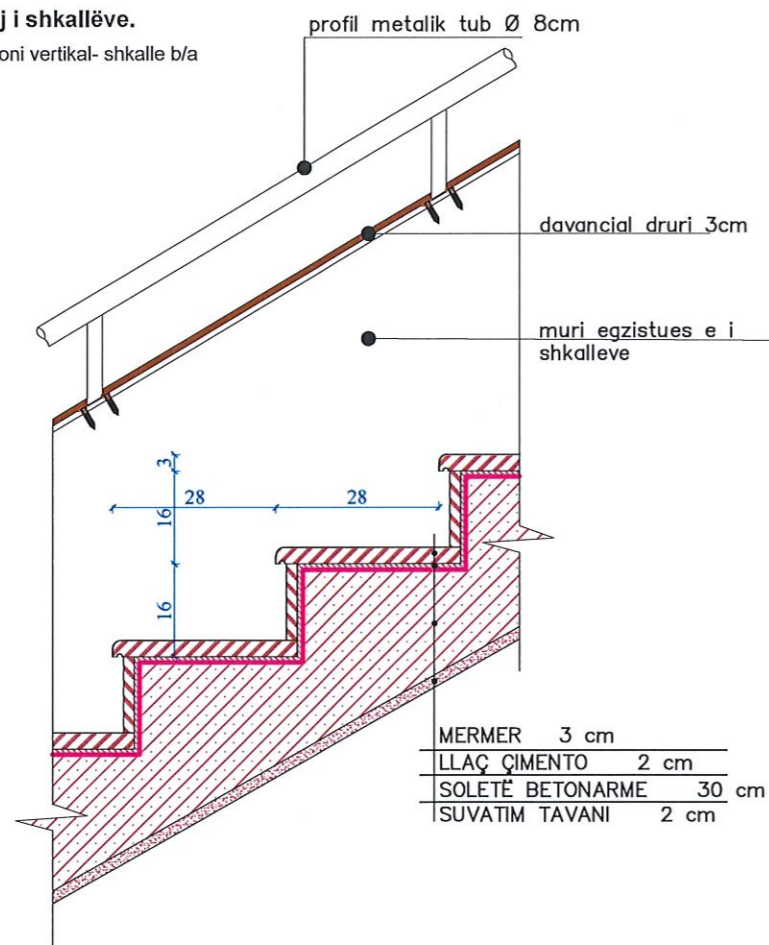 j i shkallëve.
oni vertikal- shkalle b/a
profil metalik tub Ø 8cm
davancial druri 3cm
muri egzistues e i
shkalleve
3
28
28
16
16
MERMER 3 cm
LLAÇ ÇIMENTO 2 cm
SOLETË BETONARME 30 cm
SUVATIM TAVANI 2 cm